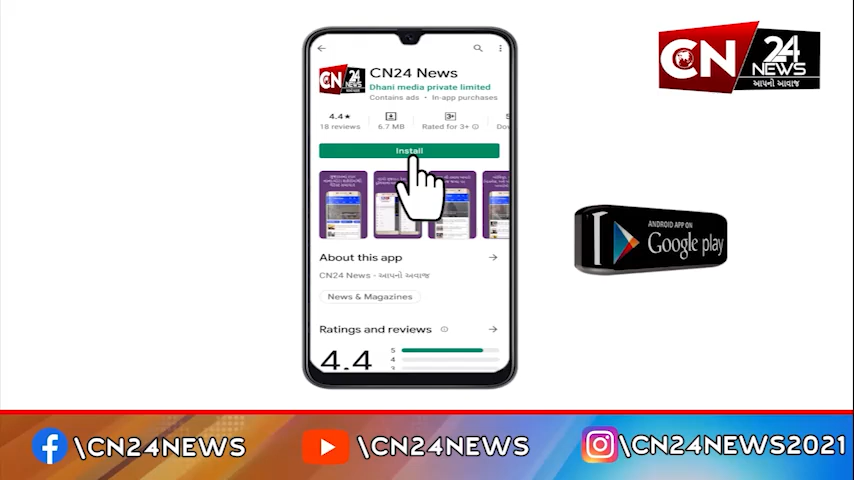 CN24 News
Dhani media private limited
Contains ads • In-app purchases
4.4★
18 reviews
6.7 MB
3+
Rated for 3+
Install
About this app
CN24 News - આપનો અવાજ
News & Magazines
Ratings and reviews
4.4
5
4
3
CN 24
NEWS
આપનો અવાજ
ANDROID APP ON
Google play
\CN24NEWS
\CN24NEWS
\CN24NEWS2021